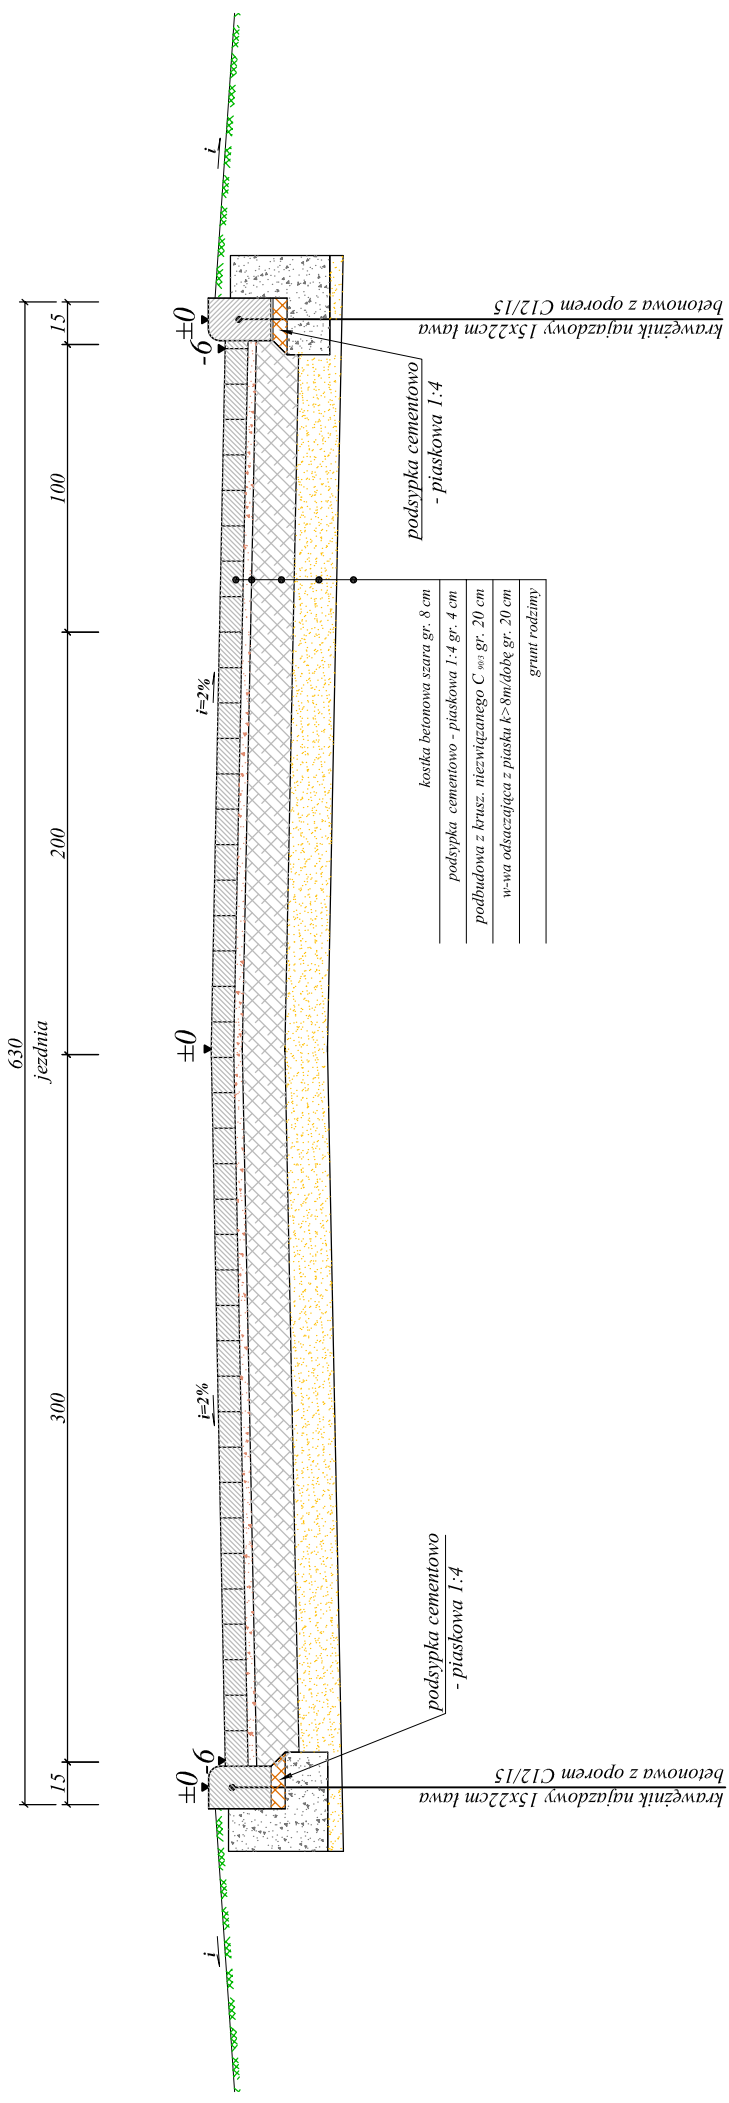 630
jezdnia
15
300
200
100
15
i
±0
-6
i=2%
±0
i=2%
-6
±0
i
podsypka cementowo
- piaskowa 1:4
podsypka cementowo
- piaskowa 1:4
kostka betonowa szara gr. 8 cm
podsypka cementowo - piaskowa 1:4 gr. 4 cm
podbudowa z krusz. niezwiązanego C 90/3 gr. 20 cm
w-wa odsaczająca z piasku k>8m/dobę gr. 20 cm
grunt rodzimy
krawężnik najazdowy 15x22cm ława
betonowa z oporem C12/15
krawężnik najazdowy 15x22cm ława
betonowa z oporem C12/15